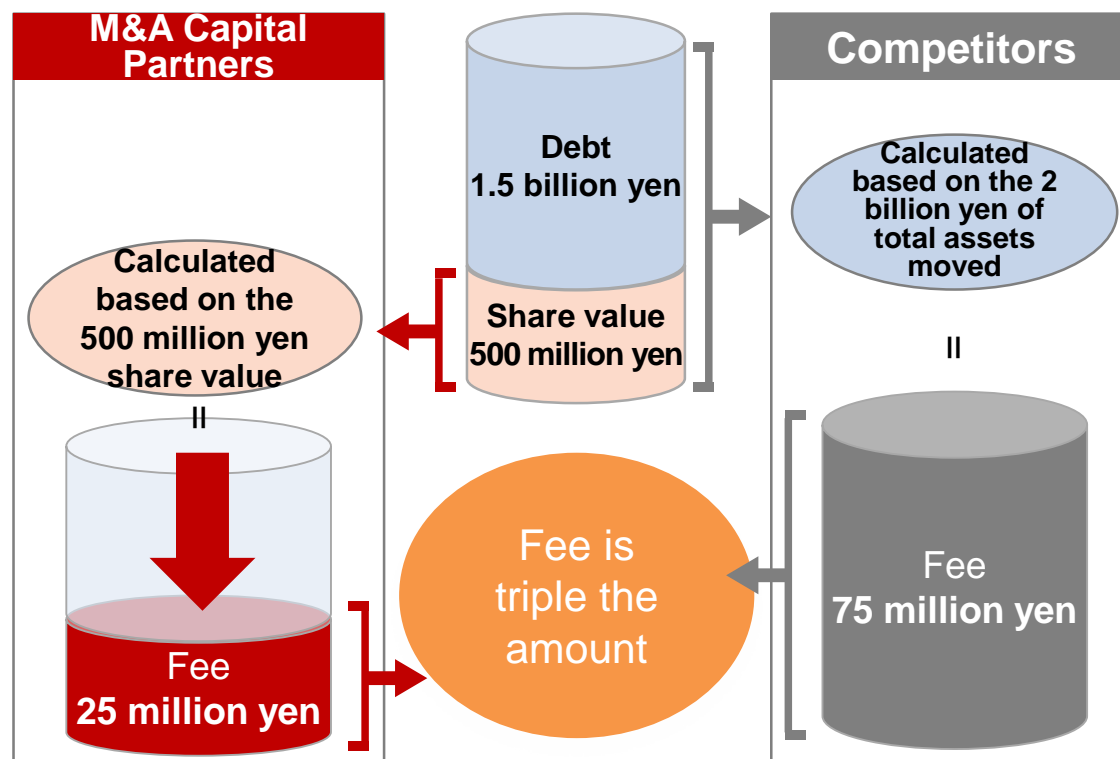 M&A Capital
Partners
Calculated
based on the
500 million yen
share value
=
Fee
25 million yen
Debt
1.5 billion yen
Share value
500 million yen
Fee is
triple the
amount
Competitors
Calculated
based on the 2
billion yen of
total assets
moved
=
Fee
75 million yen